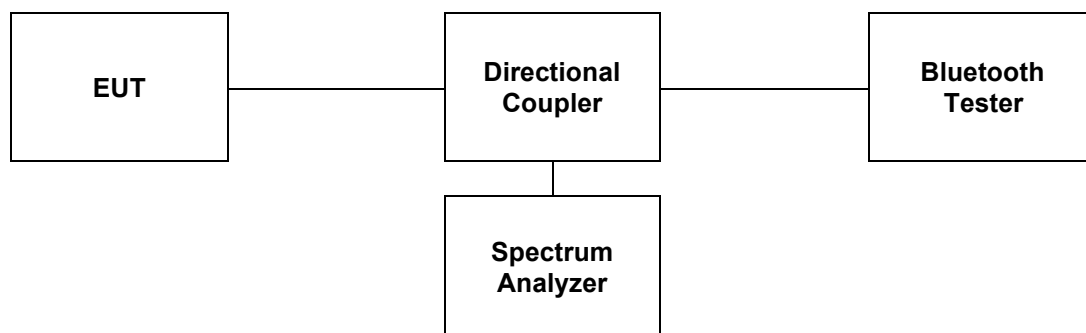 EUT
Directional
Coupler
Bluetooth
Tester
Spectrum
Analyzer